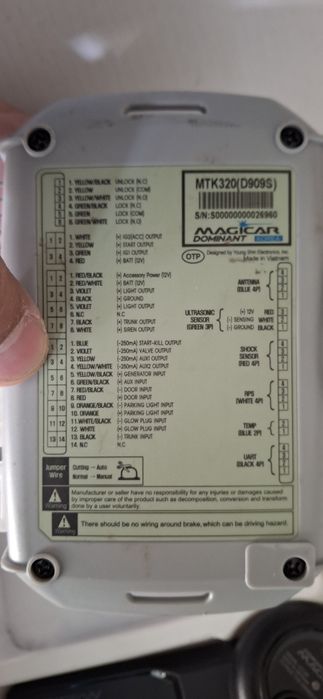 MTK320(D909S)
S/N:S00000000026960
MAGICAR
DOMINANT KOREA
OTP Designed by Young Shin Electronics, Inc.
Made in Vietnam
1. YELLOW/BLACK UNLOCK (N.C)
2. YELLOW UNLOCK (COM)
3. YELLOW/WHITE UNLOCK (N.O)
4. GREEN/BLACK LOCK (N.C)
5. GREEN LOCK (COM)
6. GREEN/WHITE LOCK (N.O)
1. WHITE (+) IG2(ACC) OUTPUT
2. YELLOW (+) START OUTPUT
3. GREEN (+) IG1 OUTPUT
4. RED (+) BATT (12V)
1. RED/BLACK (+) Accessory Power (12V)
2. RED/WHITE (+) BATT (12V)
3. VIOLET (+) LIGHT OUTPUT
4. BLACK (-) GROUND
5. VIOLET (+) LIGHT OUTPUT
6. N.C N.C
7. BLACK (+) TRUNK OUTPUT
8. WHITE (+) SIREN OUTPUT
1. BLUE (-250mA) START-KILL OUTPUT
2. VIOLET (-250mA) VALVE OUTPUT
3. YELLOW (-250mA) AUX1 OUTPUT
4. YELLOW/WHITE (-250mA) AUX2 OUTPUT
5. YELLOW/BLACK (+) GENERATOR INPUT
6. GREEN/BLACK (+) AUX INPUT
7. RED/BLACK (-) DOOR INPUT
8. RED (+) DOOR INPUT
9. ORANGE/BLACK (-) PARKING LIGHT INPUT
10. ORANGE (+) PARKING LIGHT INPUT
11. WHITE/BLACK (-) GLOW PLUG INPUT
12. WHITE (+) GLOW PLUG INPUT
13. BLACK (-) TRUNK INPUT
14. N.C N.C
ANTENNA
(BLUE 4P)
ULTRASONIC (+) 12V RED
SENSOR (-) SENSING WHITE
(GREEN 3P) (-) GROUND BLACK
SHOCK
SENSOR
(RED 4P)
RPS
(WHITE 4P)
TEMP
(BLUE 2P)
UART
(BLACK 4P)
Jumper
Wire
Cutting → Auto
Normal → Manual
Warning
Manufacturer or seller have no responsibility for any injuries or damages caused
by improper care of the product such as decomposition, conversion and transform
done by a user voluntarily.
Warning
There should be no wiring around brake, which can be driving hazard.